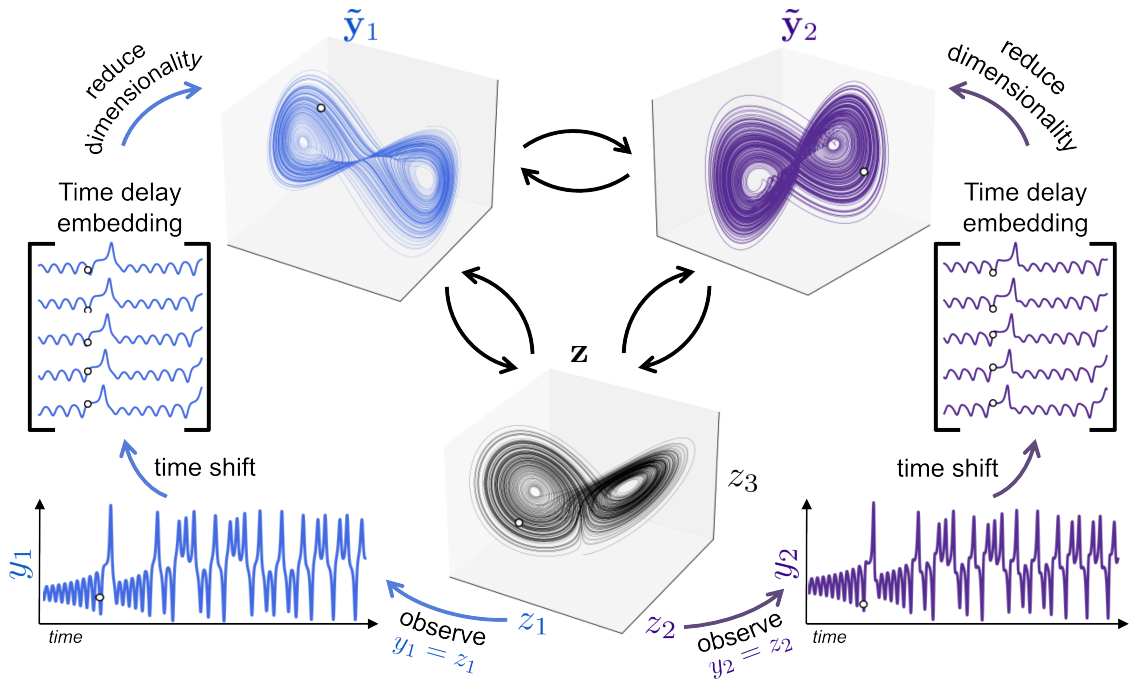 ỹ₁
ỹ₂
reduce
dimensionality
reduce
dimensionality
Time delay
embedding
Time delay
embedding
z
time shift
time shift
z₃
y₁
time
observe
y₁ = z₁
z₁
z₂
observe
y₂ = z₂
y₂
time